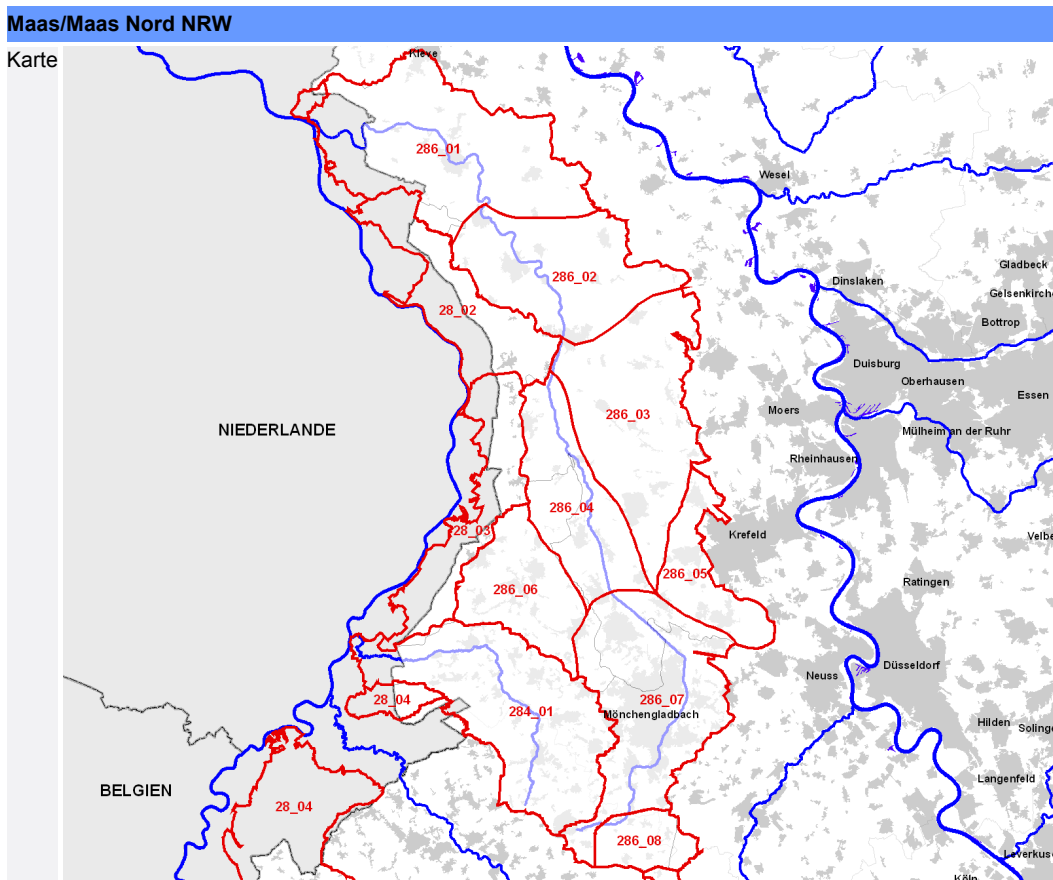 Maas/Maas Nord NRW
Karte
Kleve
286_01
Wesel
Gladbeck
286_02
Dinslaken
Gelsenkirche
28_02
Bottrop
Duisburg
Oberhausen
Essen
286_03
Moers
NIEDERLANDE
Mülheim an der Ruhr
Rheinhausen
286_04
28_03
Krefeld
Velbe
286_05
Ratingen
286_06
Düsseldorf
Neuss
286_07
28_04
284_01
Mönchengladbach
Hilden
Solinge
Langenfeld
BELGIEN
28_04
286_08
Leverkuse
Köln